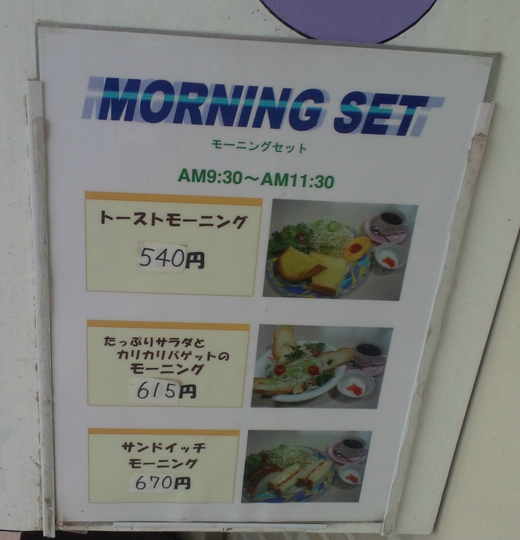 MORNING SET
モーニングセット
AM9:30～AM11:30
トーストモーニング
540円
たっぷりサラダと
カリカリバゲットの
モーニング
615円
サンドイッチ
モーニング
670円